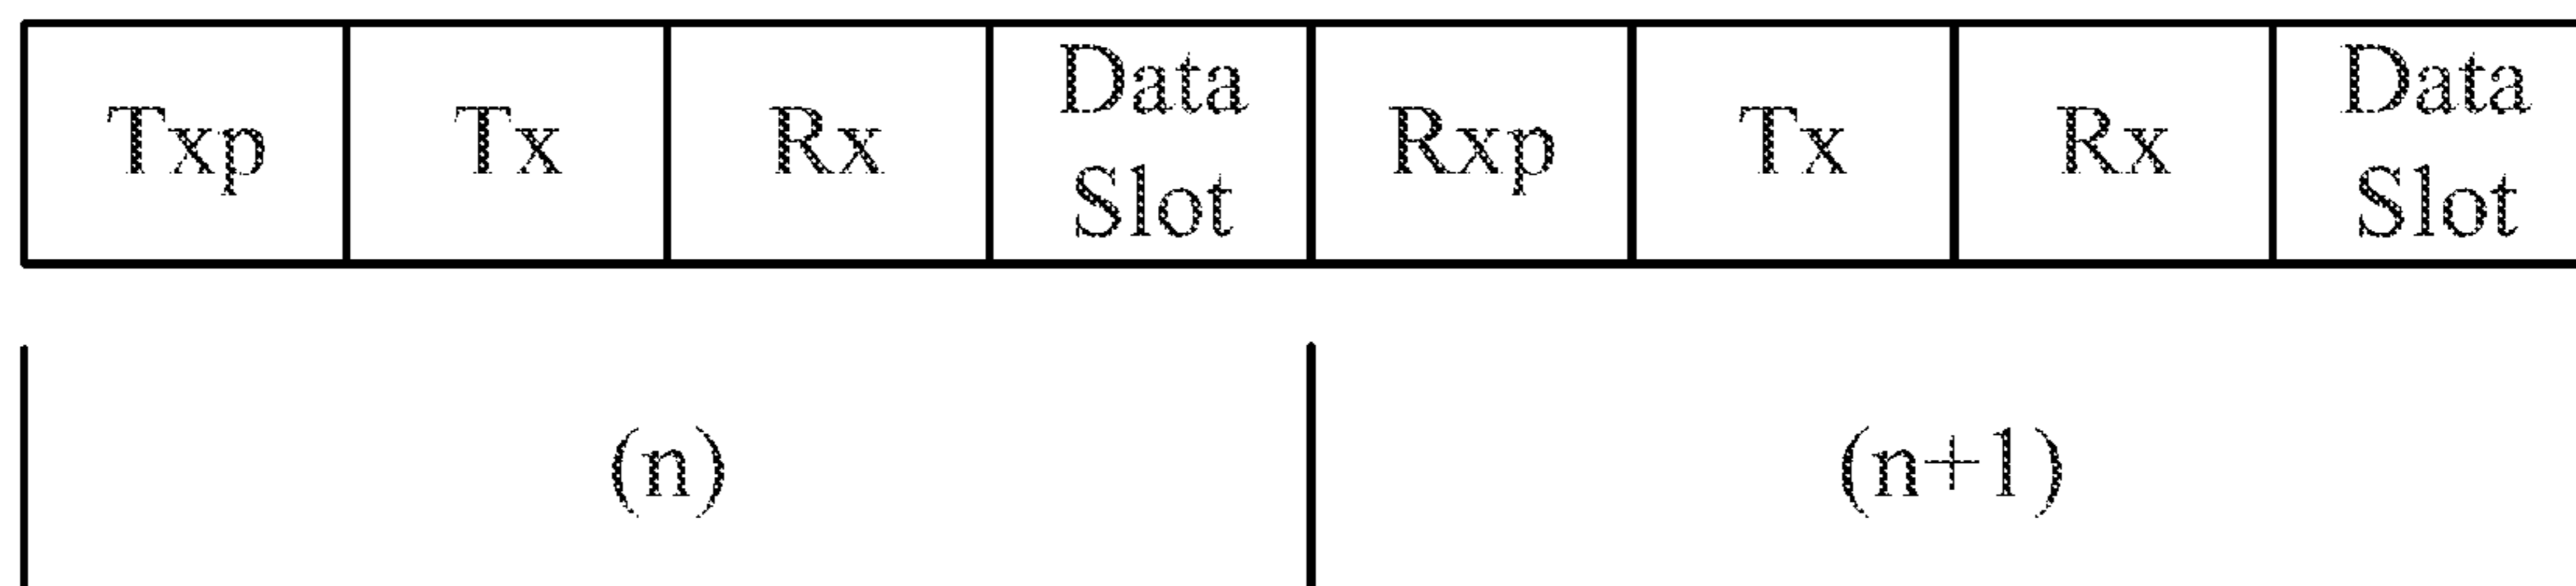 Txp
Tx
Rx
Data
Slot
Rxp
Tx
Rx
Data
Slot
(n)
(n+1)